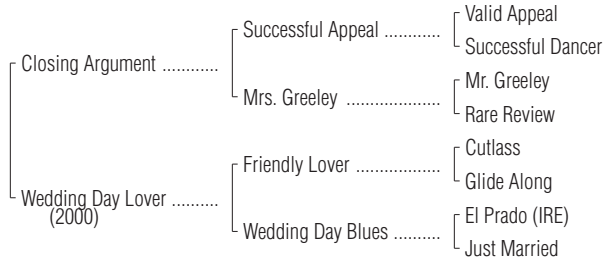 Valid Appeal
Successful Appeal ............
Successful Dancer
Closing Argument ............
Mr. Greeley
Mrs. Greeley ....................
Rare Review
Cutlass
Friendly Lover ..................
Glide Along
Wedding Day Lover ..........
(2000)
El Prado (IRE)
Wedding Day Blues ..........
Just Married